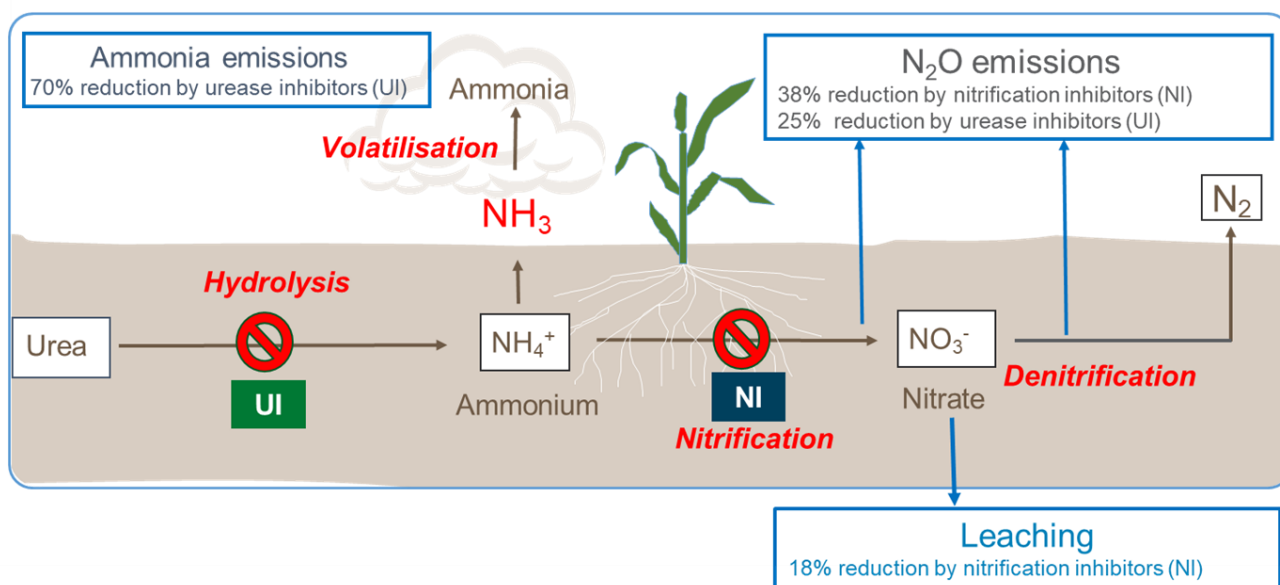 Ammonia emissions
70% reduction by urease inhibitors (UI)
N₂O emissions
38% reduction by nitrification inhibitors (NI)
25% reduction by urease inhibitors (UI)
Ammonia
Volatilisation
NH₃
N₂
Hydrolysis
Urea
UI
NH₄⁺
Ammonium
NI
Nitrification
NO₃⁻
Nitrate
Denitrification
Leaching
18% reduction by nitrification inhibitors (NI)